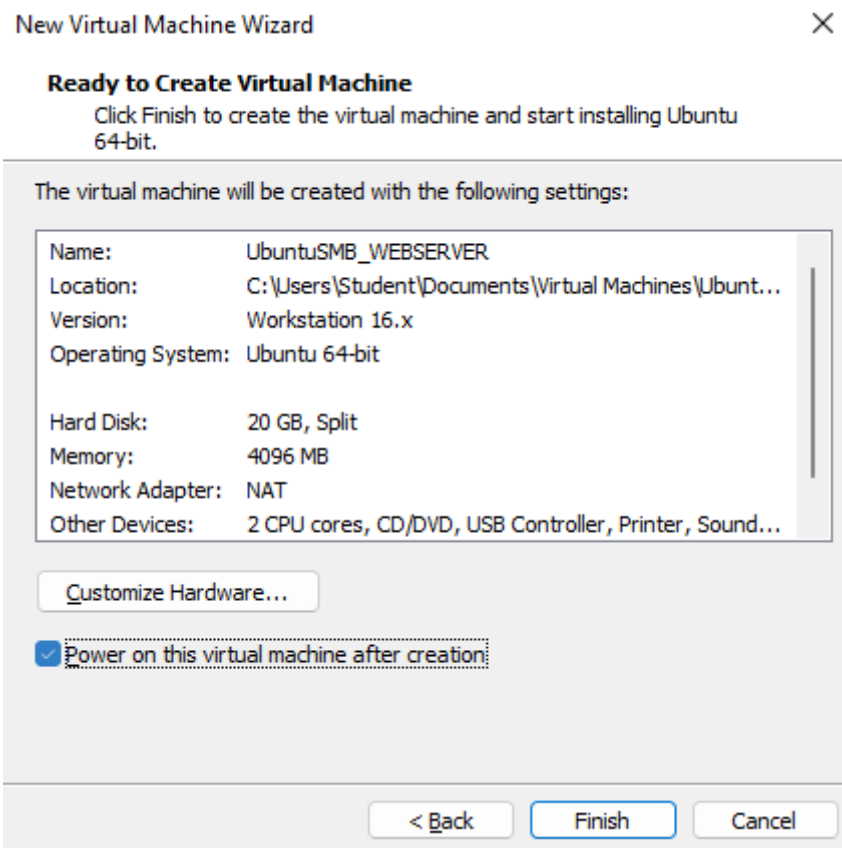 New Virtual Machine Wizard
Ready to Create Virtual Machine
Click Finish to create the virtual machine and start installing Ubuntu
64-bit.
The virtual machine will be created with the following settings:
Name: UbuntuSMB_WEBSERVER
Location: C:\Users\Student\Documents\Virtual Machines\Ubunt...
Version: Workstation 16.x
Operating System: Ubuntu 64-bit
Hard Disk: 20 GB, Split
Memory: 4096 MB
Network Adapter: NAT
Other Devices: 2 CPU cores, CD/DVD, USB Controller, Printer, Sound...
Customize Hardware...
Power on this virtual machine after creation
< Back Finish Cancel